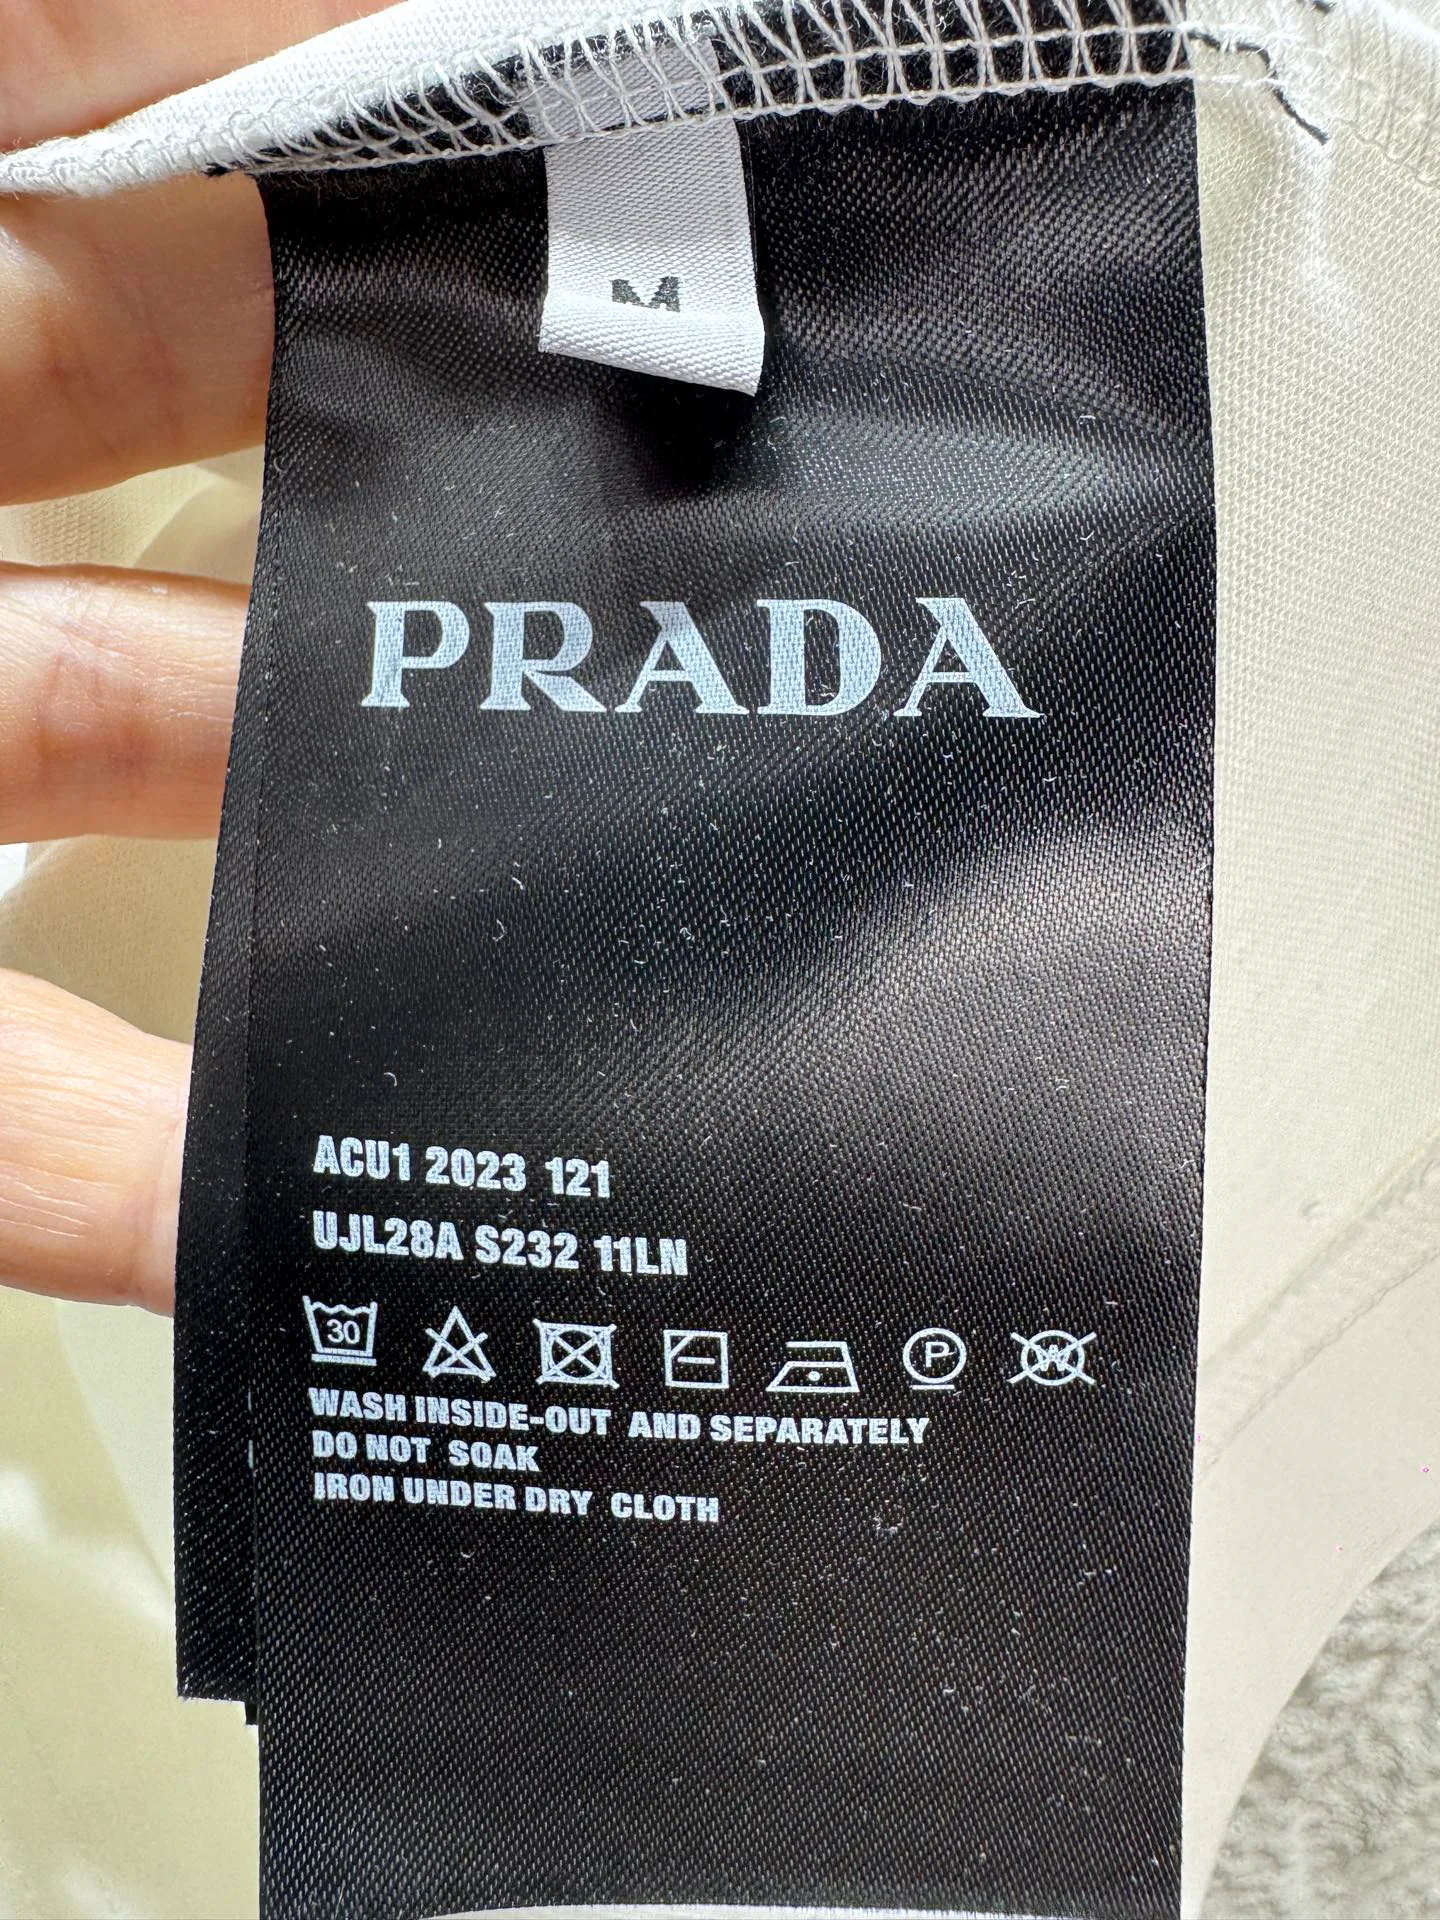 M
PRADA
ACU1 2023 121
UJL28A S232 11LN
30 P W
WASH INSIDE-OUT AND SEPARATELY
DO NOT SOAK
IRON UNDER DRY CLOTH